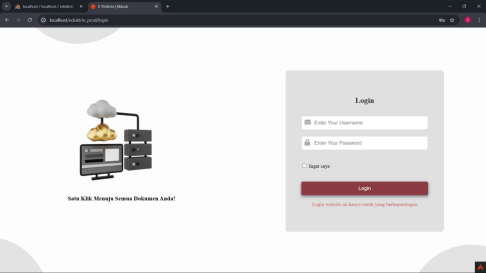 localhost / localhost / edoktrin
E-Doktrin | Masuk
localhost/edoktrin_prod/login
Login
Enter Your Username
Enter Your Password
Ingat saya
Login
Satu Klik Menuju Semua Dokumen Anda!
Login website ini hanya untuk yang berkepentingan